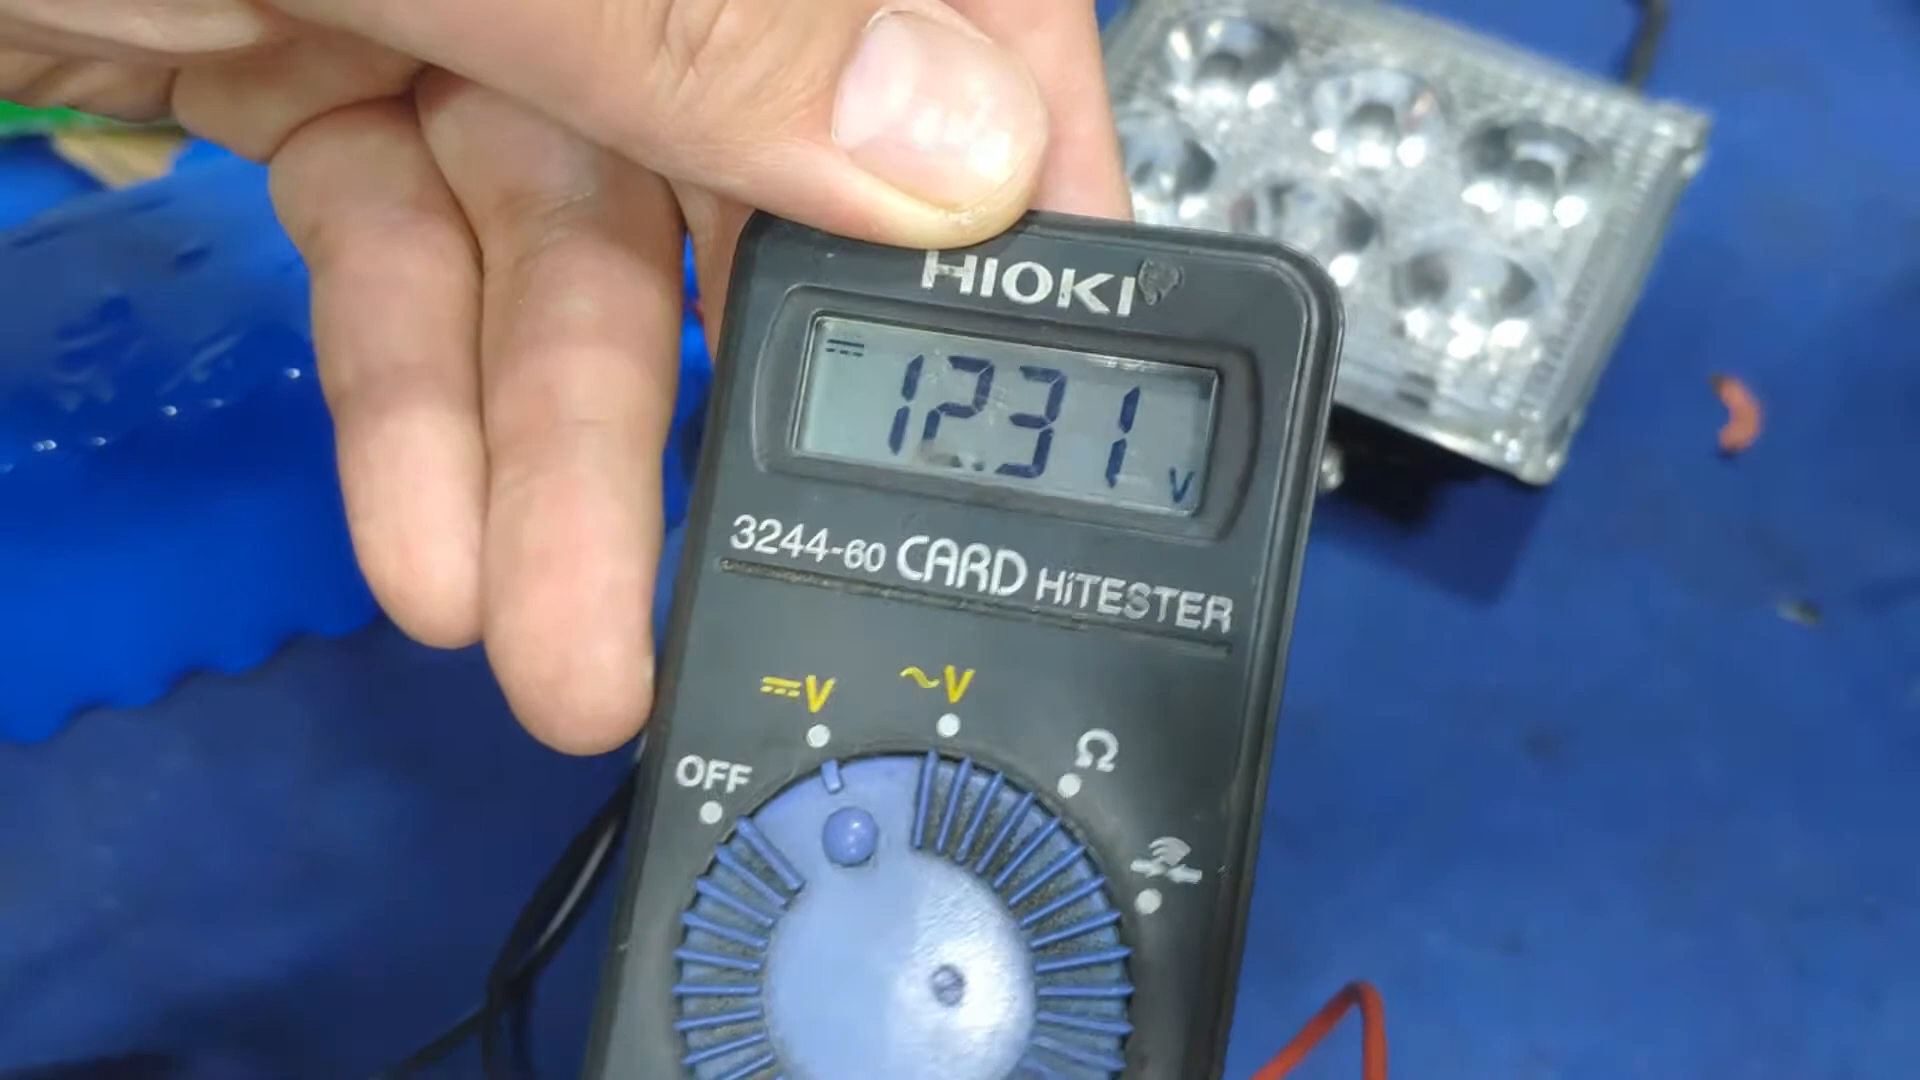 HIOKI
12.31 V
3244-60 CARD HiTESTER
⎓V ~V
OFF Ω